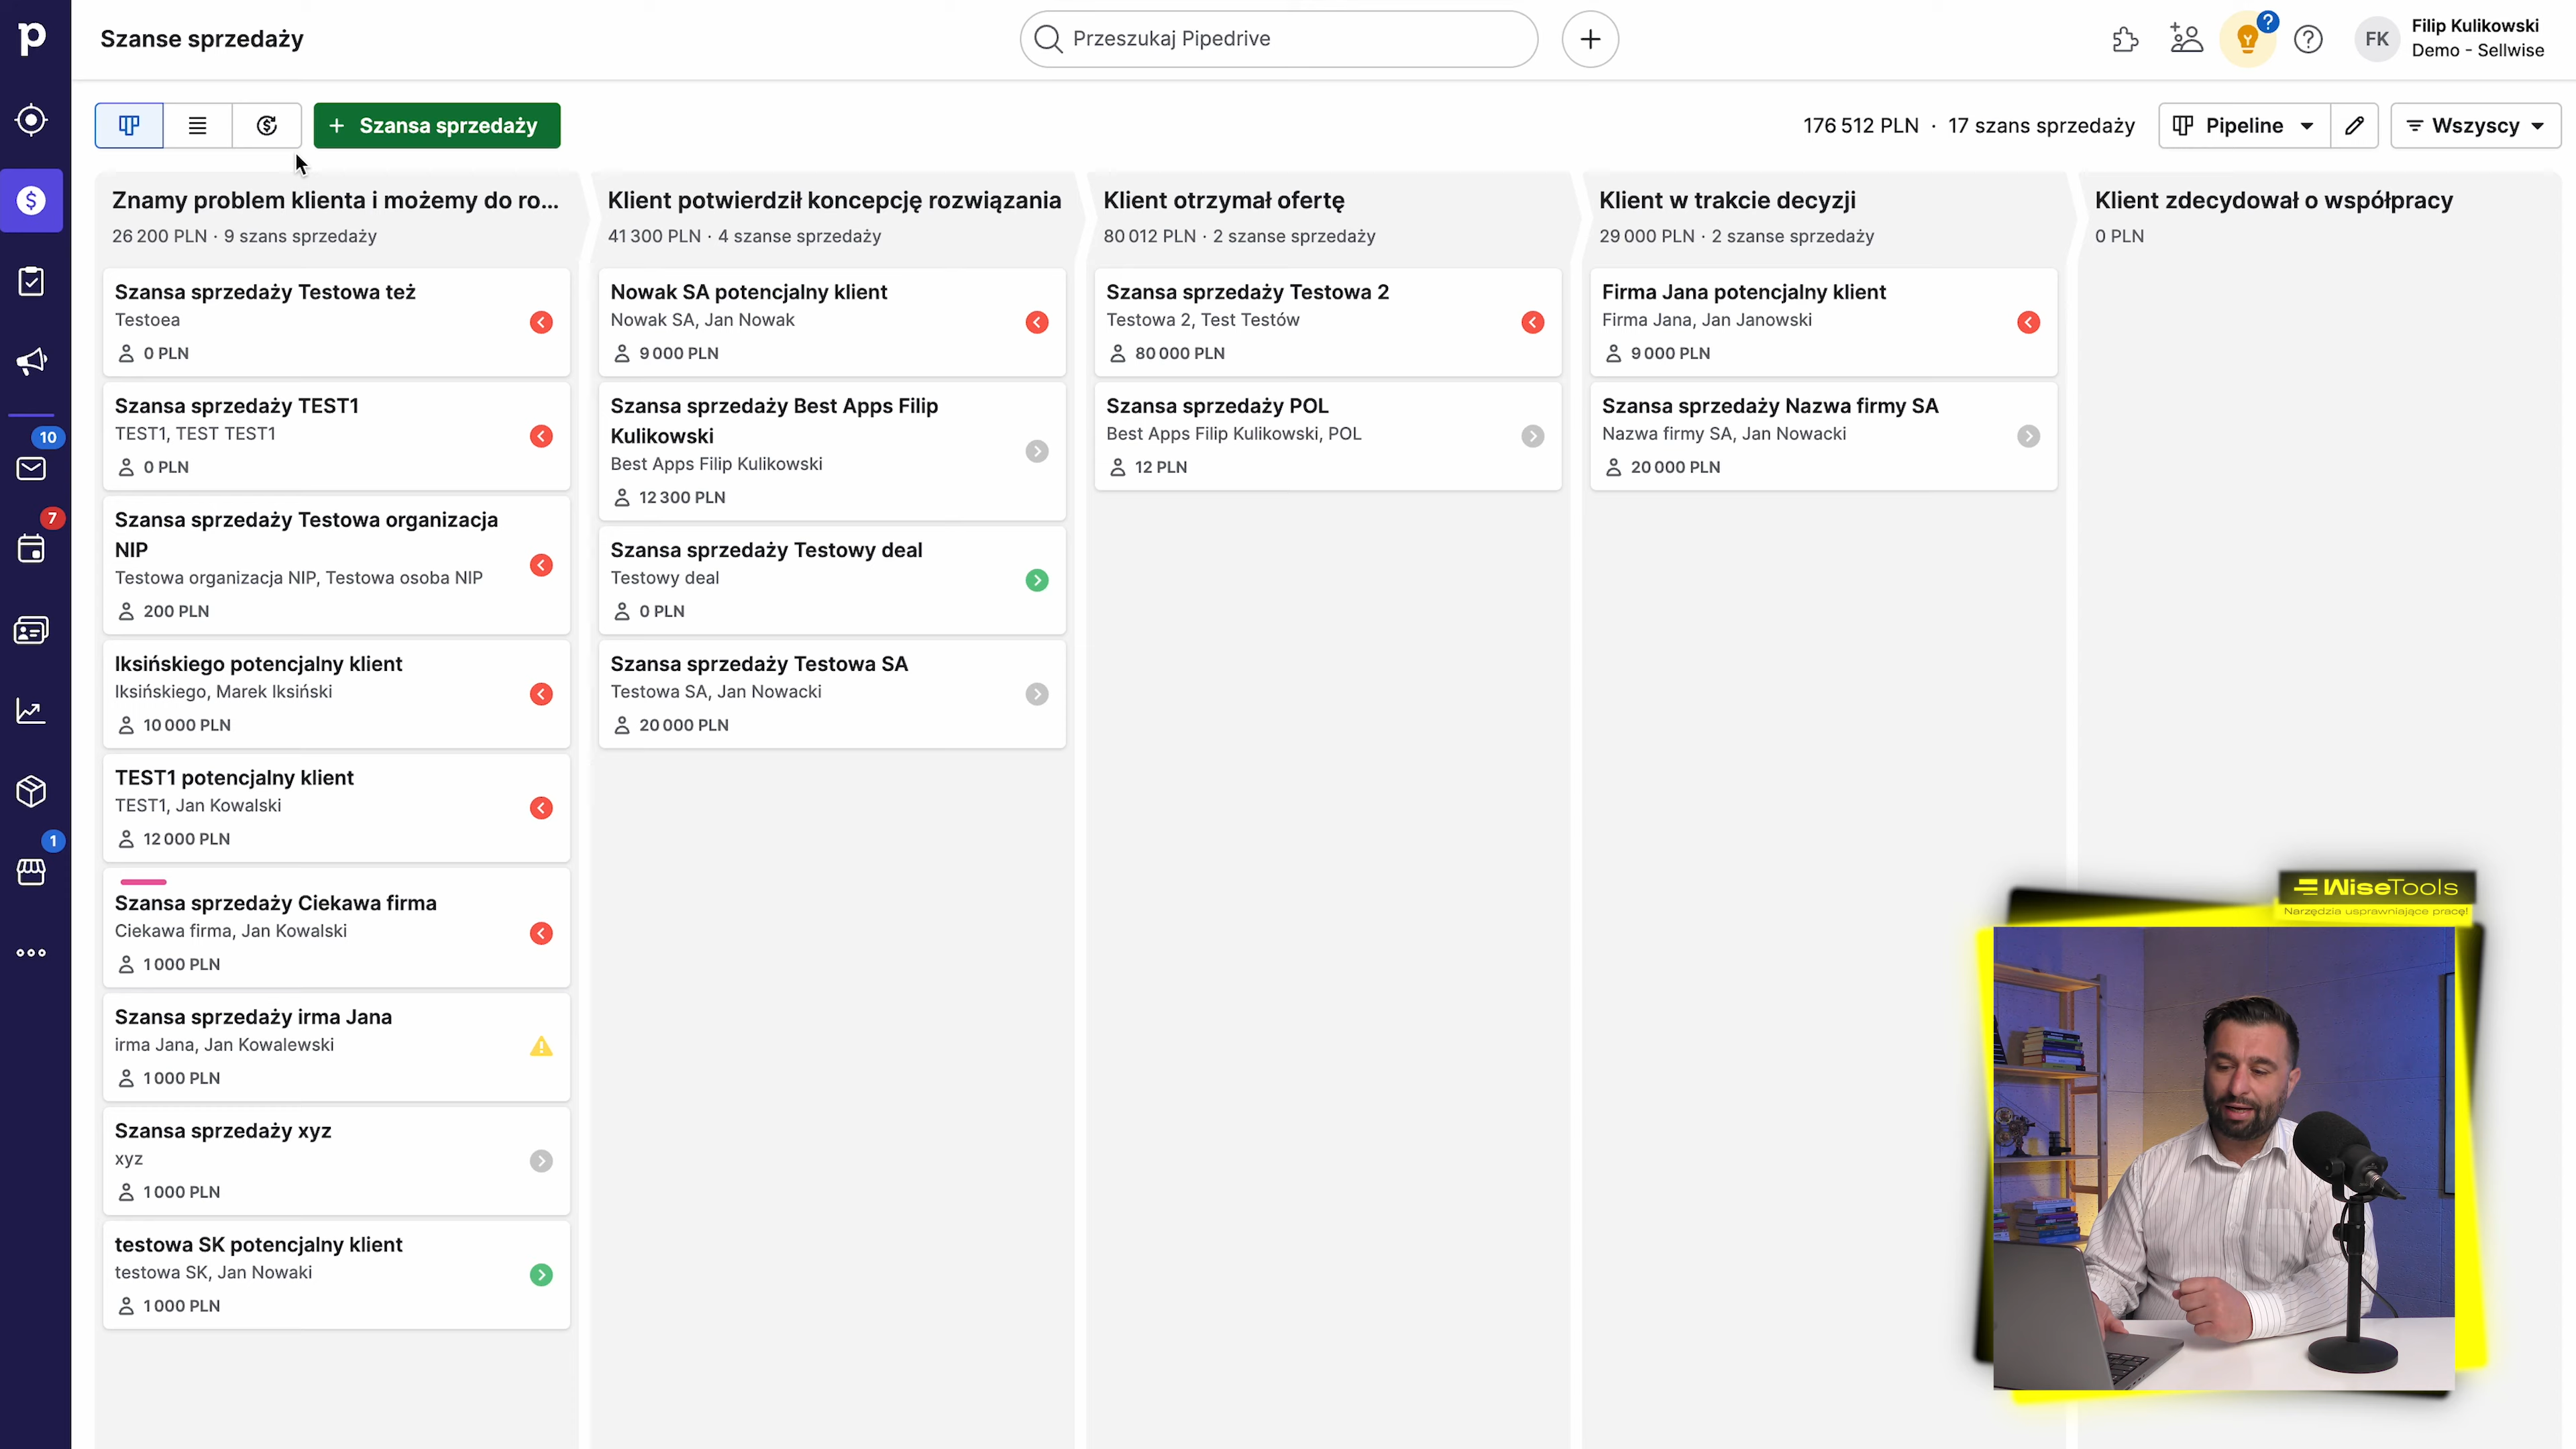 p
Szanse sprzedaży
Przeszukaj Pipedrive
?
FK
Filip Kulikowski
Demo - Sellwise
+ Szansa sprzedaży
176 512 PLN · 17 szans sprzedaży
Pipeline
Wszyscy
10
7
1
Znamy problem klienta i możemy do ro...
26 200 PLN · 9 szans sprzedaży
Szansa sprzedaży Testowa też
Testoea
0 PLN
Szansa sprzedaży TEST1
TEST1, TEST TEST1
0 PLN
Szansa sprzedaży Testowa organizacja
NIP
Testowa organizacja NIP, Testowa osoba NIP
200 PLN
Iksińskiego potencjalny klient
Iksińskiego, Marek Iksiński
10 000 PLN
TEST1 potencjalny klient
TEST1, Jan Kowalski
12 000 PLN
Szansa sprzedaży Ciekawa firma
Ciekawa firma, Jan Kowalski
1 000 PLN
Szansa sprzedaży irma Jana
irma Jana, Jan Kowalewski
1 000 PLN
Szansa sprzedaży xyz
xyz
1 000 PLN
testowa SK potencjalny klient
testowa SK, Jan Nowaki
1 000 PLN
Klient potwierdził koncepcję rozwiązania
41 300 PLN · 4 szanse sprzedaży
Nowak SA potencjalny klient
Nowak SA, Jan Nowak
9 000 PLN
Szansa sprzedaży Best Apps Filip
Kulikowski
Best Apps Filip Kulikowski
12 300 PLN
Szansa sprzedaży Testowy deal
Testowy deal
0 PLN
Szansa sprzedaży Testowa SA
Testowa SA, Jan Nowacki
20 000 PLN
Klient otrzymał ofertę
80 012 PLN · 2 szanse sprzedaży
Szansa sprzedaży Testowa 2
Testowa 2, Test Testów
80 000 PLN
Szansa sprzedaży POL
Best Apps Filip Kulikowski, POL
12 PLN
Klient w trakcie decyzji
29 000 PLN · 2 szanse sprzedaży
Firma Jana potencjalny klient
Firma Jana, Jan Janowski
9 000 PLN
Szansa sprzedaży Nazwa firmy SA
Nazwa firmy SA, Jan Nowacki
20 000 PLN
Klient zdecydował o współpracy
0 PLN
WiseTools
Narzędzia usprawniające pracę!